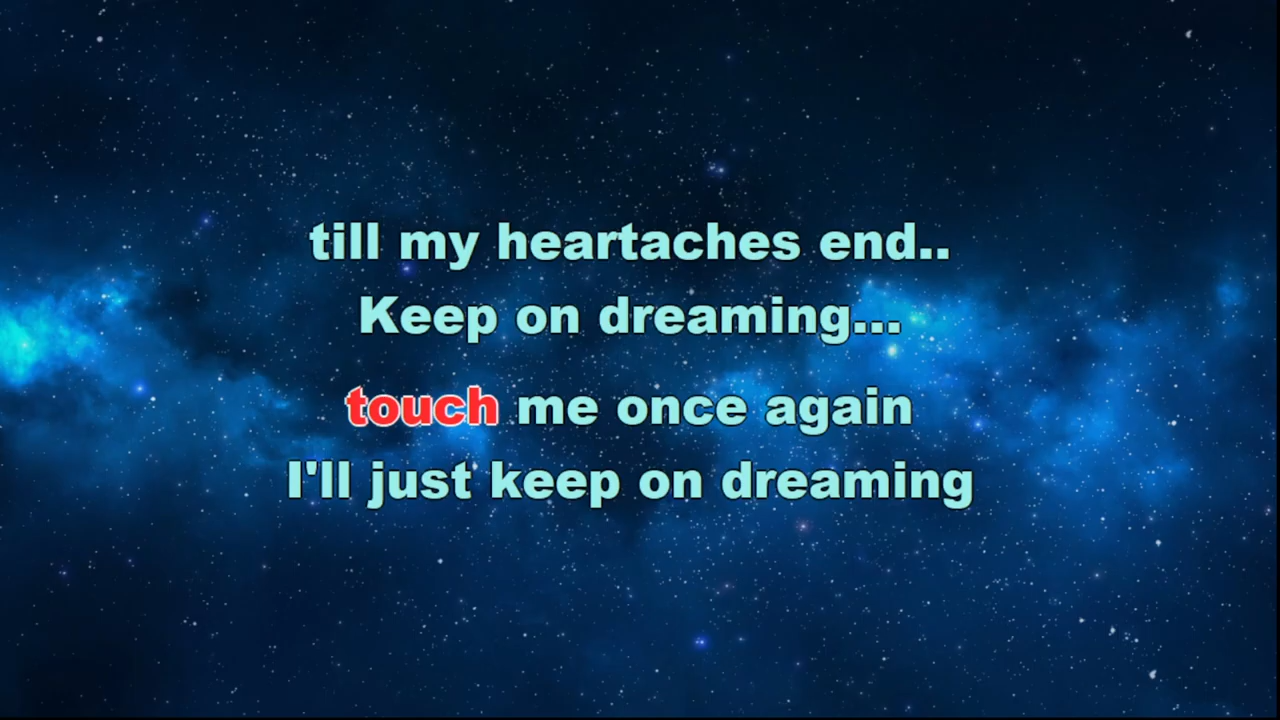 till my heartaches end..
Keep on dreaming...
touch me once again
I'll just keep on dreaming